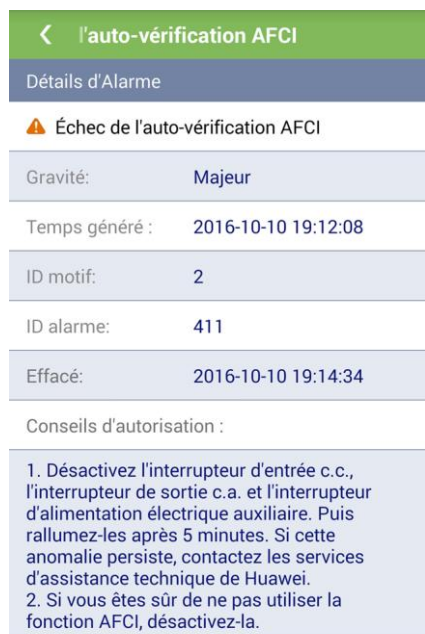 l'auto-vérification AFCI
Détails d'Alarme
Échec de l'auto-vérification AFCI
Gravité: Majeur
Temps généré : 2016-10-10 19:12:08
ID motif: 2
ID alarme: 411
Effacé: 2016-10-10 19:14:34
Conseils d'autorisation :
1. Désactivez l'interrupteur d'entrée c.c.,
l'interrupteur de sortie c.a. et l'interrupteur
d'alimentation électrique auxiliaire. Puis
rallumez-les après 5 minutes. Si cette
anomalie persiste, contactez les services
d'assistance technique de Huawei.
2. Si vous êtes sûr de ne pas utiliser la
fonction AFCI, désactivez-la.